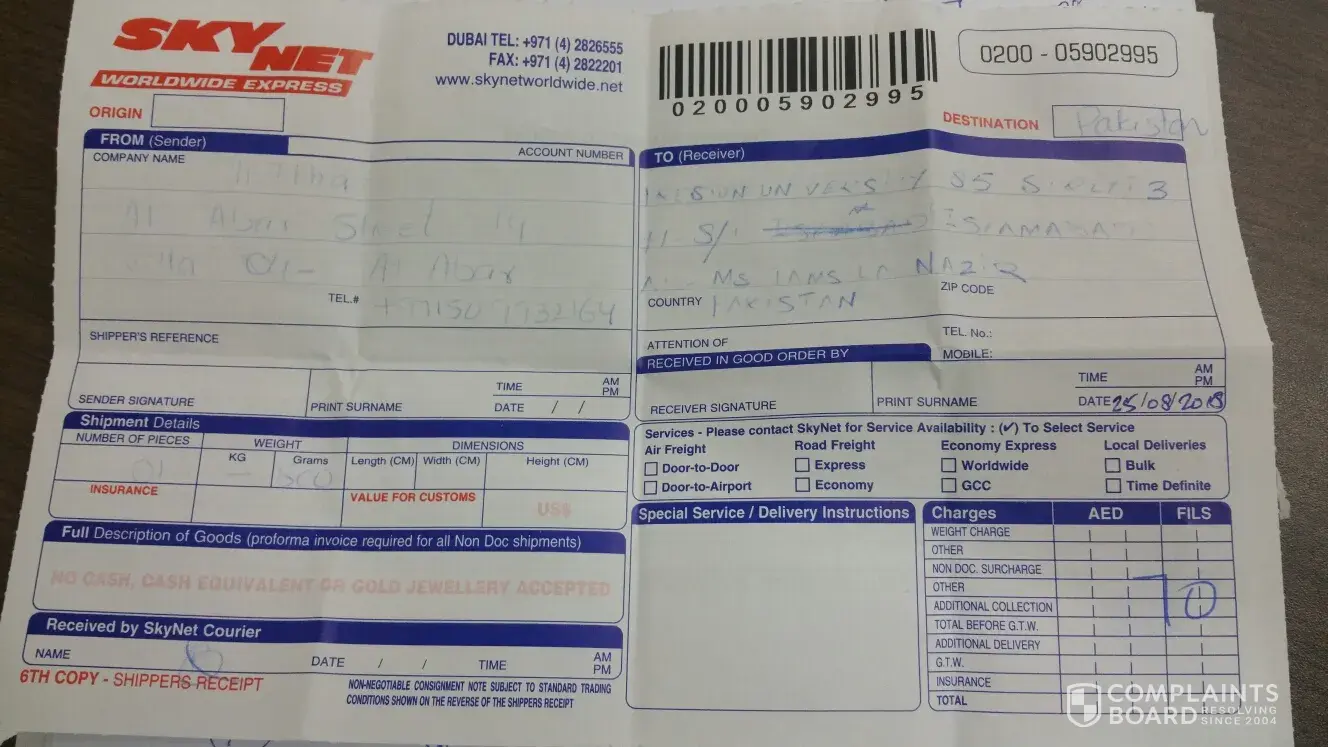 SKYNET
WORLDWIDE EXPRESS
DUBAI TEL: +971 (4) 2826555
FAX: +971 (4) 2822201
www.skynetworldwide.net
020005902995
0200 - 05902995
ORIGIN
DESTINATION Pakistan
FROM (Sender)
ACCOUNT NUMBER
COMPANY NAME
Al Abar Street
Al Abar
TEL.#
SHIPPER'S REFERENCE
SENDER SIGNATURE
PRINT SURNAME
TIME AM PM
DATE / /
TO (Receiver)
85 3
ISLAMABAD
MS NAZIR
COUNTRY PAKISTAN
ZIP CODE
ATTENTION OF
TEL. No.:
MOBILE:
RECEIVED IN GOOD ORDER BY
RECEIVER SIGNATURE
PRINT SURNAME
TIME AM PM
DATE 25/08/2018
Shipment Details
NUMBER OF PIECES
WEIGHT
DIMENSIONS
KG
Grams
Length (CM)
Width (CM)
Height (CM)
01
500
INSURANCE
VALUE FOR CUSTOMS
US$
Full Description of Goods (proforma invoice required for all Non Doc shipments)
NO CASH, CASH EQUIVALENT OR GOLD JEWELLERY ACCEPTED
Received by SkyNet Courier
NAME
DATE / /
TIME
AM PM
6TH COPY - SHIPPERS RECEIPT
NON-NEGOTIABLE CONSIGNMENT NOTE SUBJECT TO STANDARD TRADING
CONDITIONS SHOWN ON THE REVERSE OF THE SHIPPERS RECEIPT
Services - Please contact SkyNet for Service Availability : (✓) To Select Service
Air Freight
Road Freight
Economy Express
Local Deliveries
Door-to-Door
Express
Worldwide
Bulk
Door-to-Airport
Economy
GCC
Time Definite
Special Service / Delivery Instructions
Charges AED FILS
WEIGHT CHARGE
OTHER
NON DOC. SURCHARGE
OTHER
ADDITIONAL COLLECTION
70
TOTAL BEFORE G.T.W.
ADDITIONAL DELIVERY
G.T.W.
INSURANCE
TOTAL
COMPLAINTS
BOARD RESOLVING
SINCE 2004